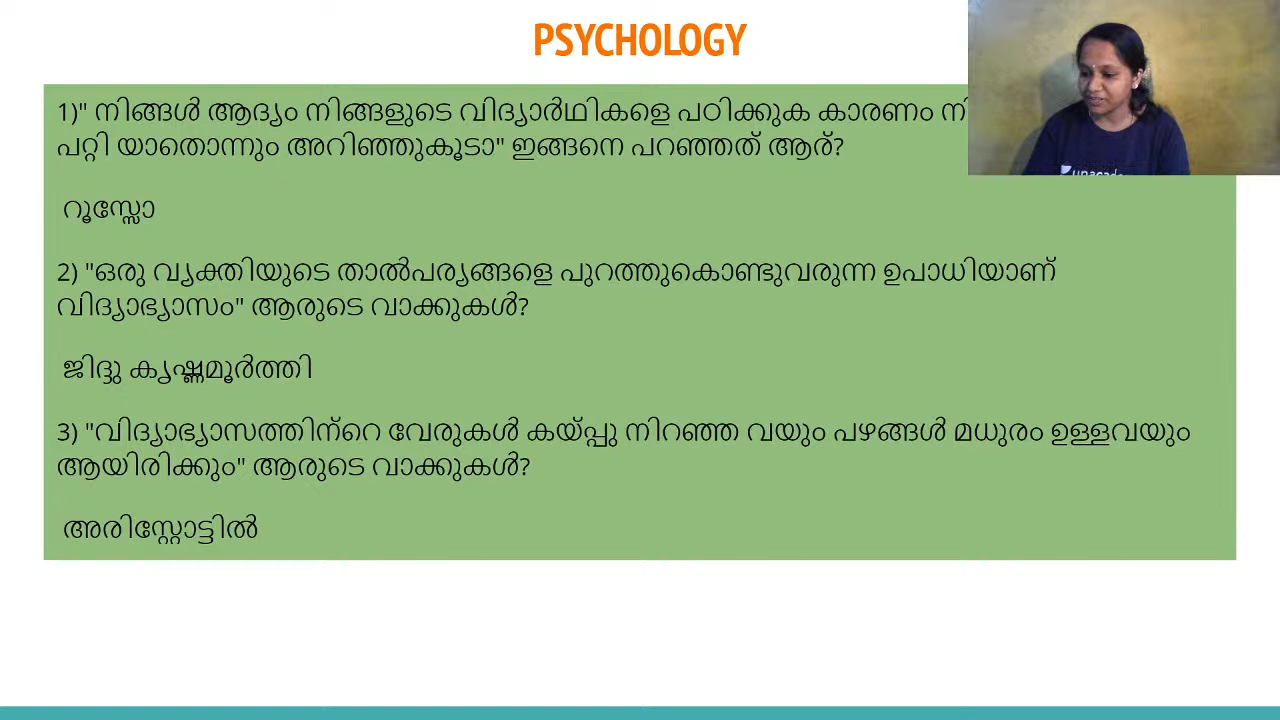 PSYCHOLOGY
1)" നിങ്ങൾ ആദ്യം നിങ്ങളുടെ വിദ്യാർഥികളെ പഠിക്കുക കാരണം
പറ്റി യാതൊന്നും അറിഞ്ഞുകൂടാ" ഇങ്ങനെ പറഞ്ഞത് ആര്?
റൂസ്സോ
2) "ഒരു വ്യക്തിയുടെ താൽപര്യങ്ങളെ പുറത്തുകൊണ്ടുവരുന്ന ഉപാധിയാണ്
വിദ്യാഭ്യാസം" ആരുടെ വാക്കുകൾ?
ജിദ്ദു കൃഷ്ണമൂർത്തി
3) "വിദ്യാഭ്യാസത്തിന്റെ വേരുകൾ കയ്പ്പു നിറഞ്ഞ വയും പഴങ്ങൾ മധുരം ഉള്ളവയും
ആയിരിക്കും" ആരുടെ വാക്കുകൾ?
അരിസ്റ്റോട്ടിൽ